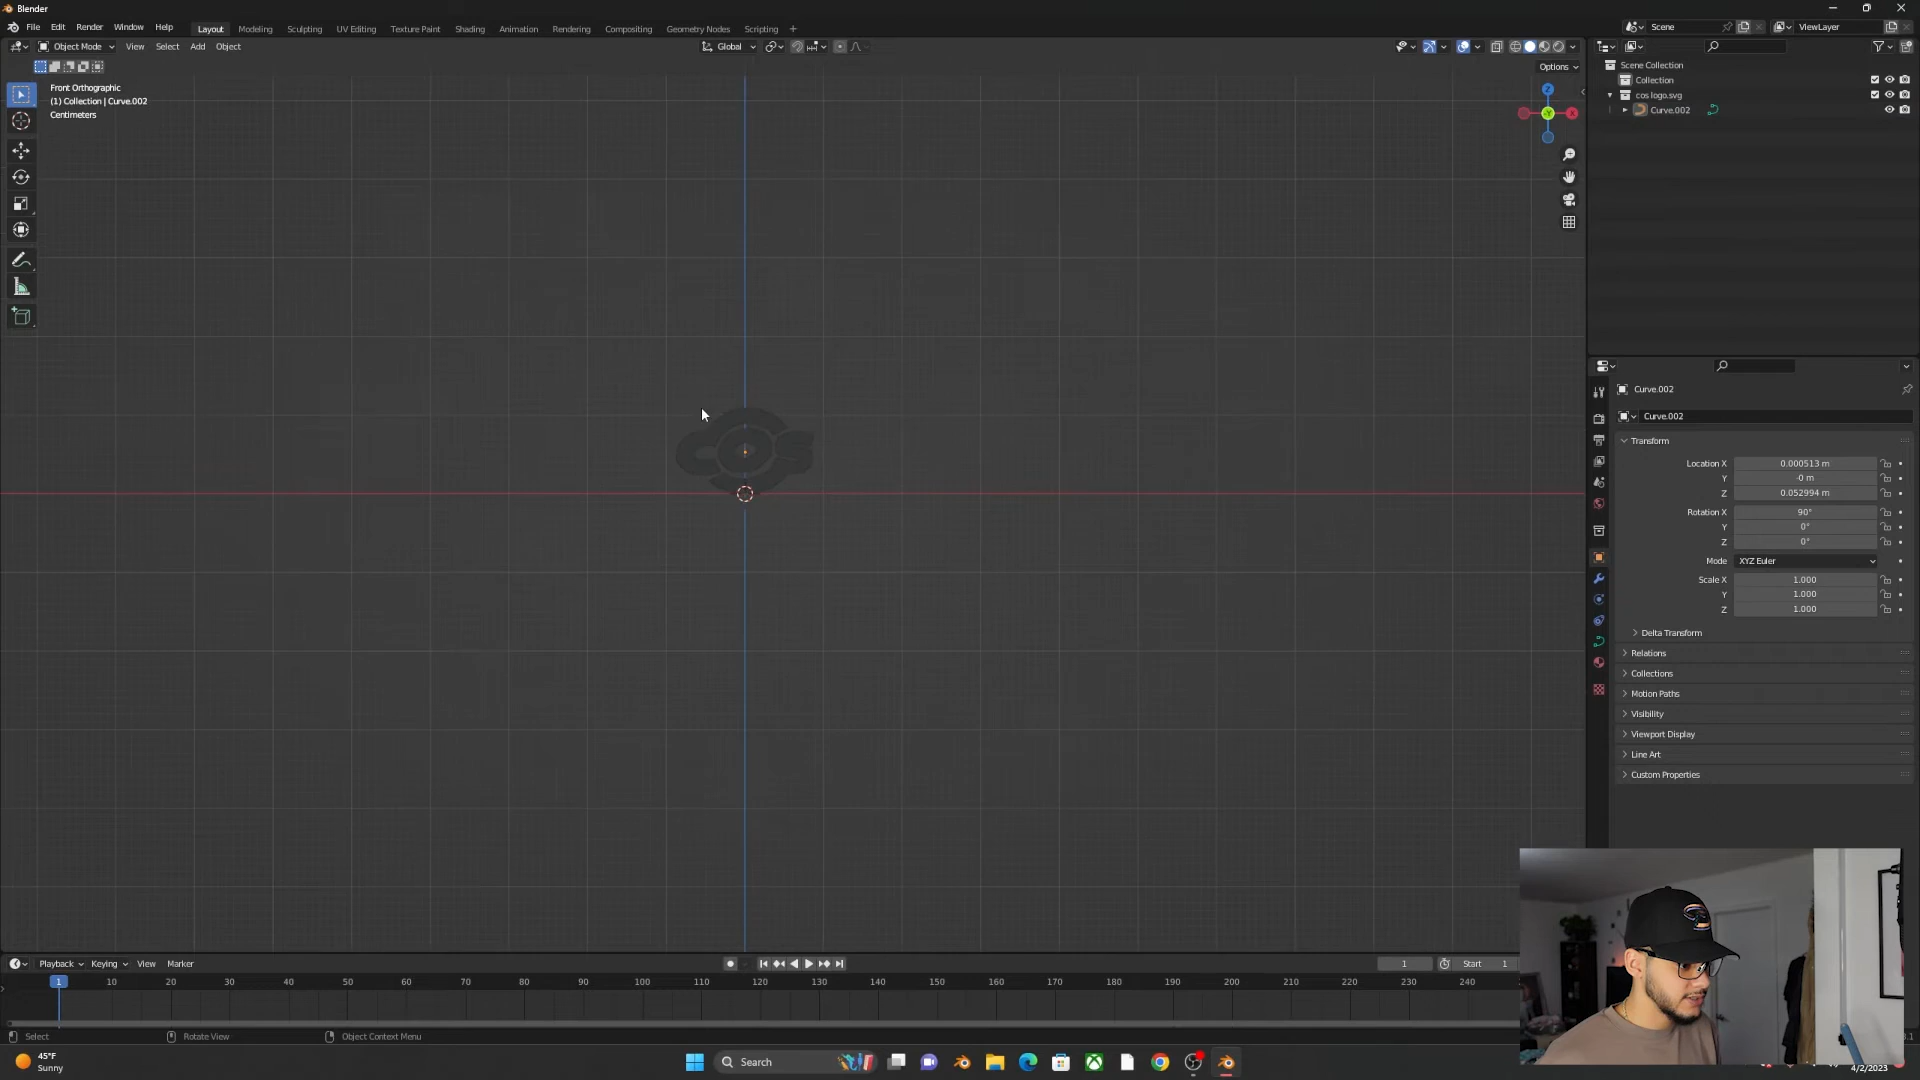 Blender
File Edit Render Window Help Layout Modeling Sculpting UV Editing Texture Paint Shading Animation Rendering Compositing Geometry Nodes Scripting + Scene ViewLayer
Object Mode View Select Add Object Global
Options
Front Orthographic
(1) Collection | Curve.002
Centimeters
Z
-Y
X
COS
Scene Collection
Collection
cos logo.svg
Curve.002
Curve.002
Curve.002
Transform
Location X 0.000513 m
Y -0 m
Z 0.052994 m
Rotation X 90°
Y 0°
Z 0°
Mode XYZ Euler
Scale X 1.000
Y 1.000
Z 1.000
Delta Transform
Relations
Collections
Motion Paths
Visibility
Viewport Display
Line Art
Custom Properties
Playback Keying View Marker 1 Start 1
1 10 20 30 40 50 60 70 80 90 100 110 120 130 140 150 160 170 180 190 200 210 220 230 240
Select Rotate View Object Context Menu
45°F
Sunny
Search
4/2/2023